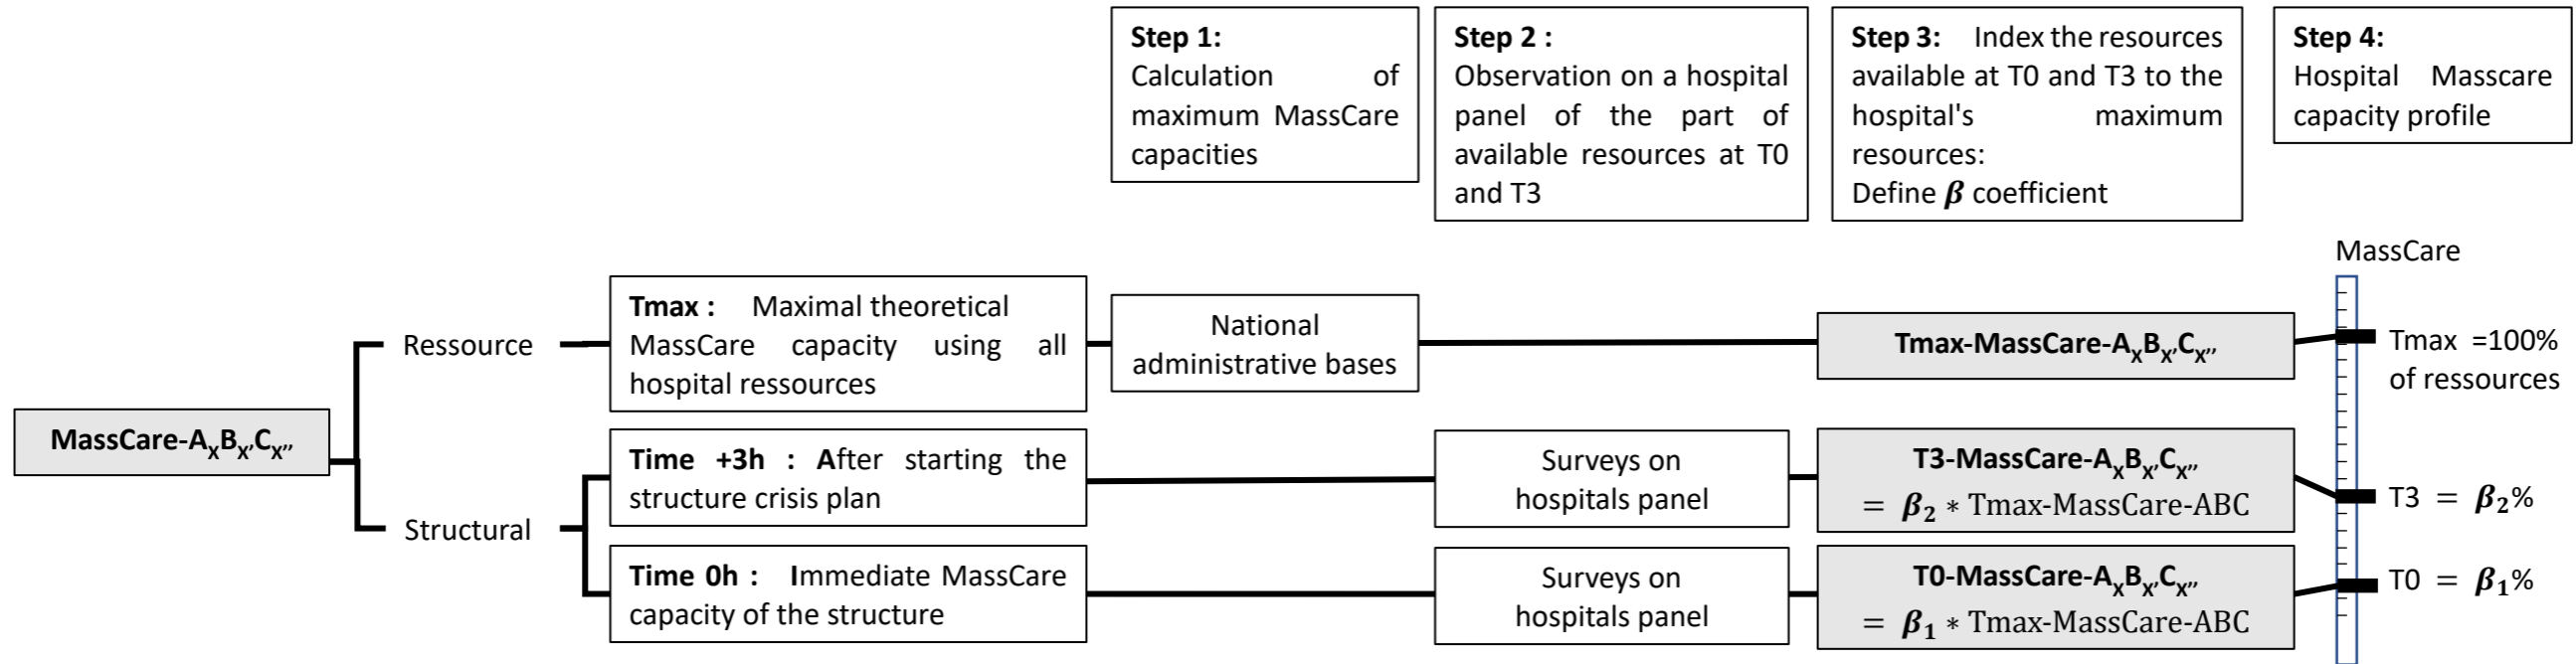 Step 1:
Calculation of
maximum MassCare
capacities
Step 2 :
Observation on a hospital
panel of the part of
available resources at T0
and T3
Step 3: Index the resources
available at T0 and T3 to the
hospital's maximum
resources:
Define β coefficient
Step 4:
Hospital Masscare
capacity profile
MassCare-AXBX'CX''
Ressource
Structural
Tmax : Maximal theoretical
MassCare capacity using all
hospital ressources
National
administrative bases
Tmax-MassCare-AXBX'CX''
Time +3h : After starting the
structure crisis plan
Surveys on
hospitals panel
T3-MassCare-AXBX'CX''
= β2 * Tmax-MassCare-ABC
Time 0h : Immediate MassCare
capacity of the structure
Surveys on
hospitals panel
T0-MassCare-AXBX'CX''
= β1 * Tmax-MassCare-ABC
MassCare
Tmax =100%
of ressources
T3 = β2%
T0 = β1%